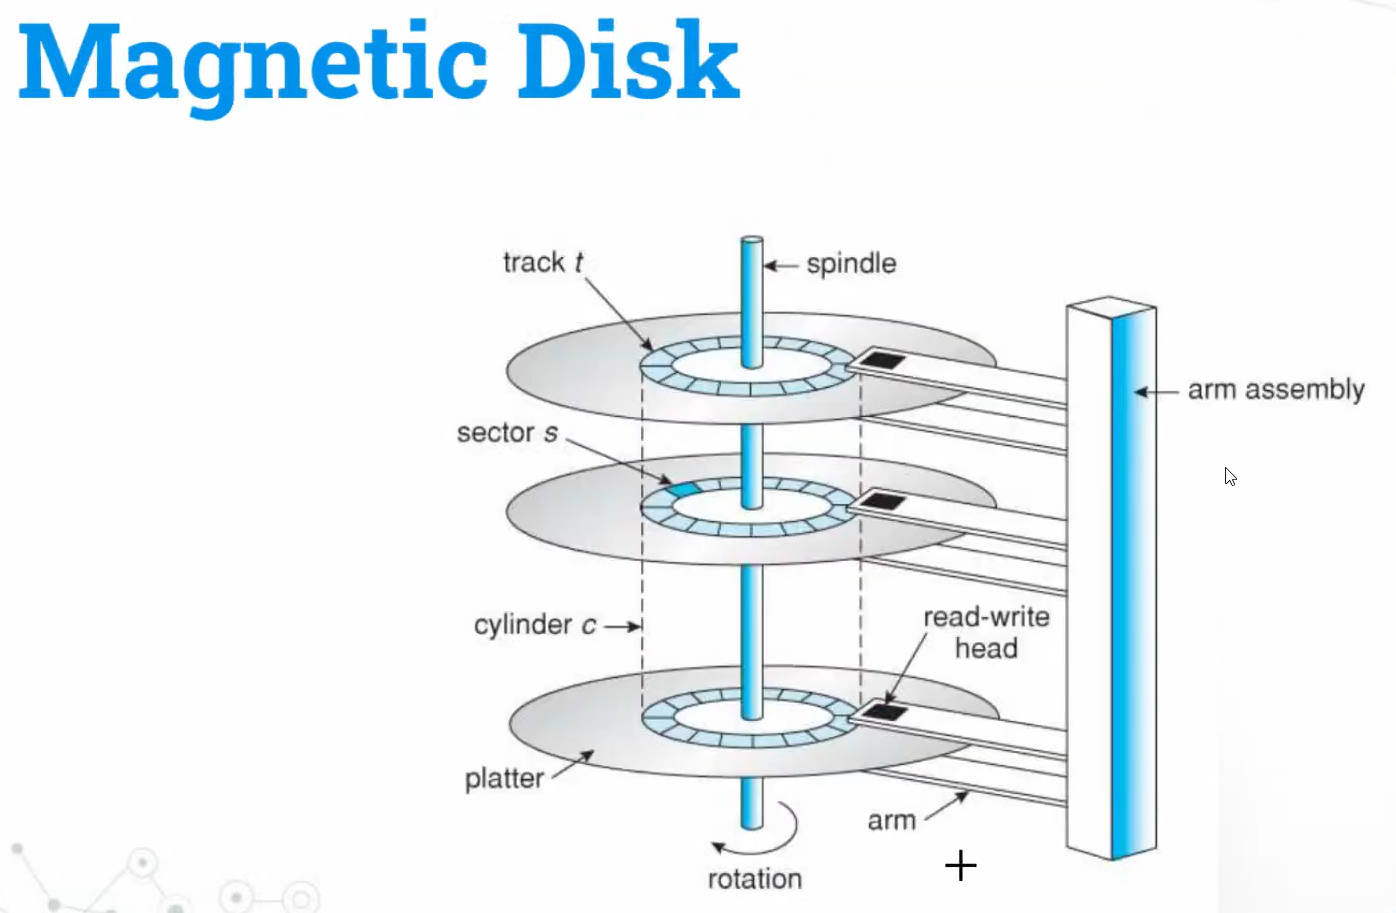 Magnetic Disk
track t
spindle
arm assembly
sector s
cylinder c
read-write
head
platter
arm
rotation